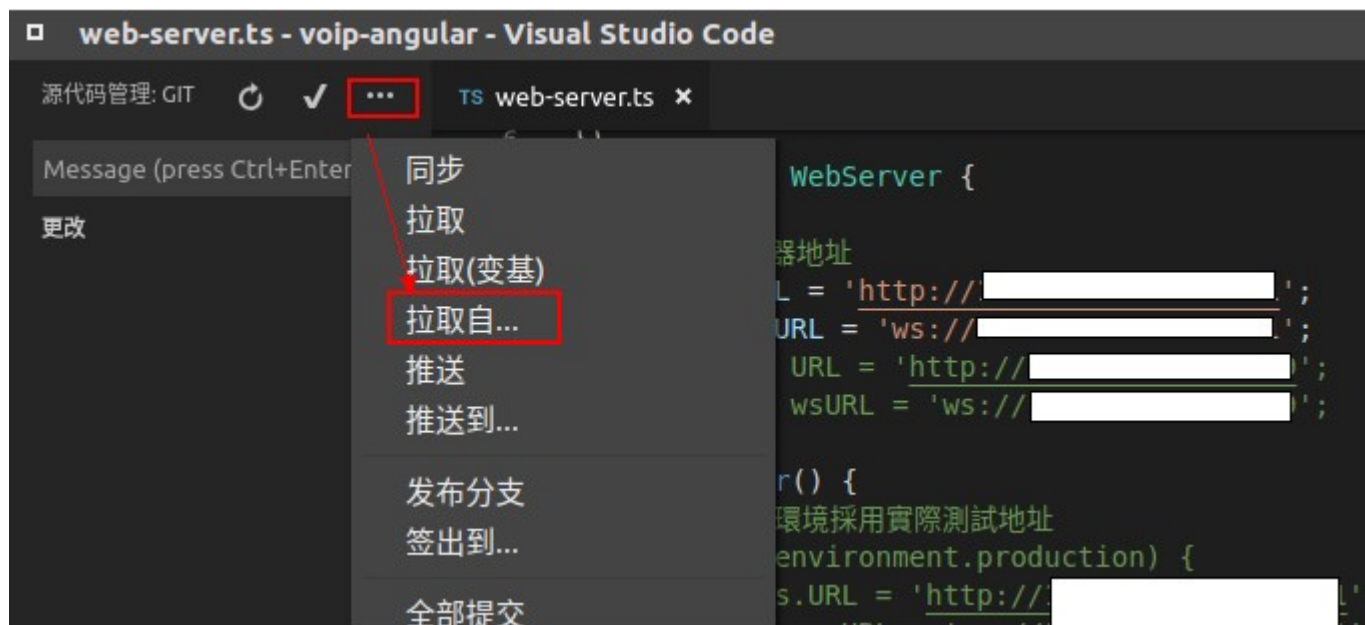 web-server.ts - voip-angular - Visual Studio Code
源代码管理: GIT
TS web-server.ts
Message (press Ctrl+Enter
更改
同步
拉取
拉取(变基)
拉取自...
推送
推送到...
发布分支
签出到...
全部提交
WebServer {
器地址
L = 'http://
';
URL = 'ws://
';
URL = 'http://
';
wsURL = 'ws://
';
r() {
環境採用實際測試地址
environment.production) {
s.URL = 'http://
'